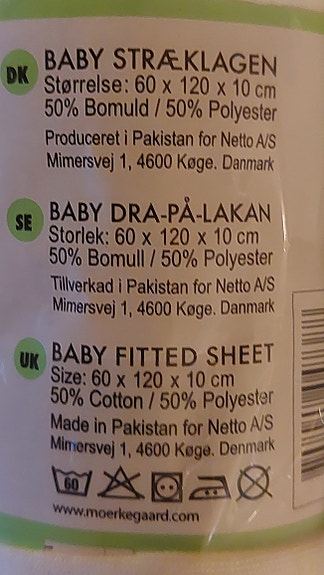 DK BABY STRÆKLAGEN
Størrelse: 60 x 120 x 10 cm
50% Bomuld / 50% Polyester
Produceret i Pakistan for Netto A/S
Mimersvej 1, 4600 Køge. Danmark
SE BABY DRA-PÅ-LAKAN
Storlek: 60 x 120 x 10 cm
50% Bomull / 50% Polyester
Tillverkad i Pakistan for Netto A/S
Mimersvej 1, 4600 Køge. Danmark
UK BABY FITTED SHEET
Size: 60 x 120 x 10 cm
50% Cotton / 50% Polyester
Made in Pakistan for Netto A/S
Mimersvej 1, 4600 Køge. Denmark
60
www.moerkegaard.com